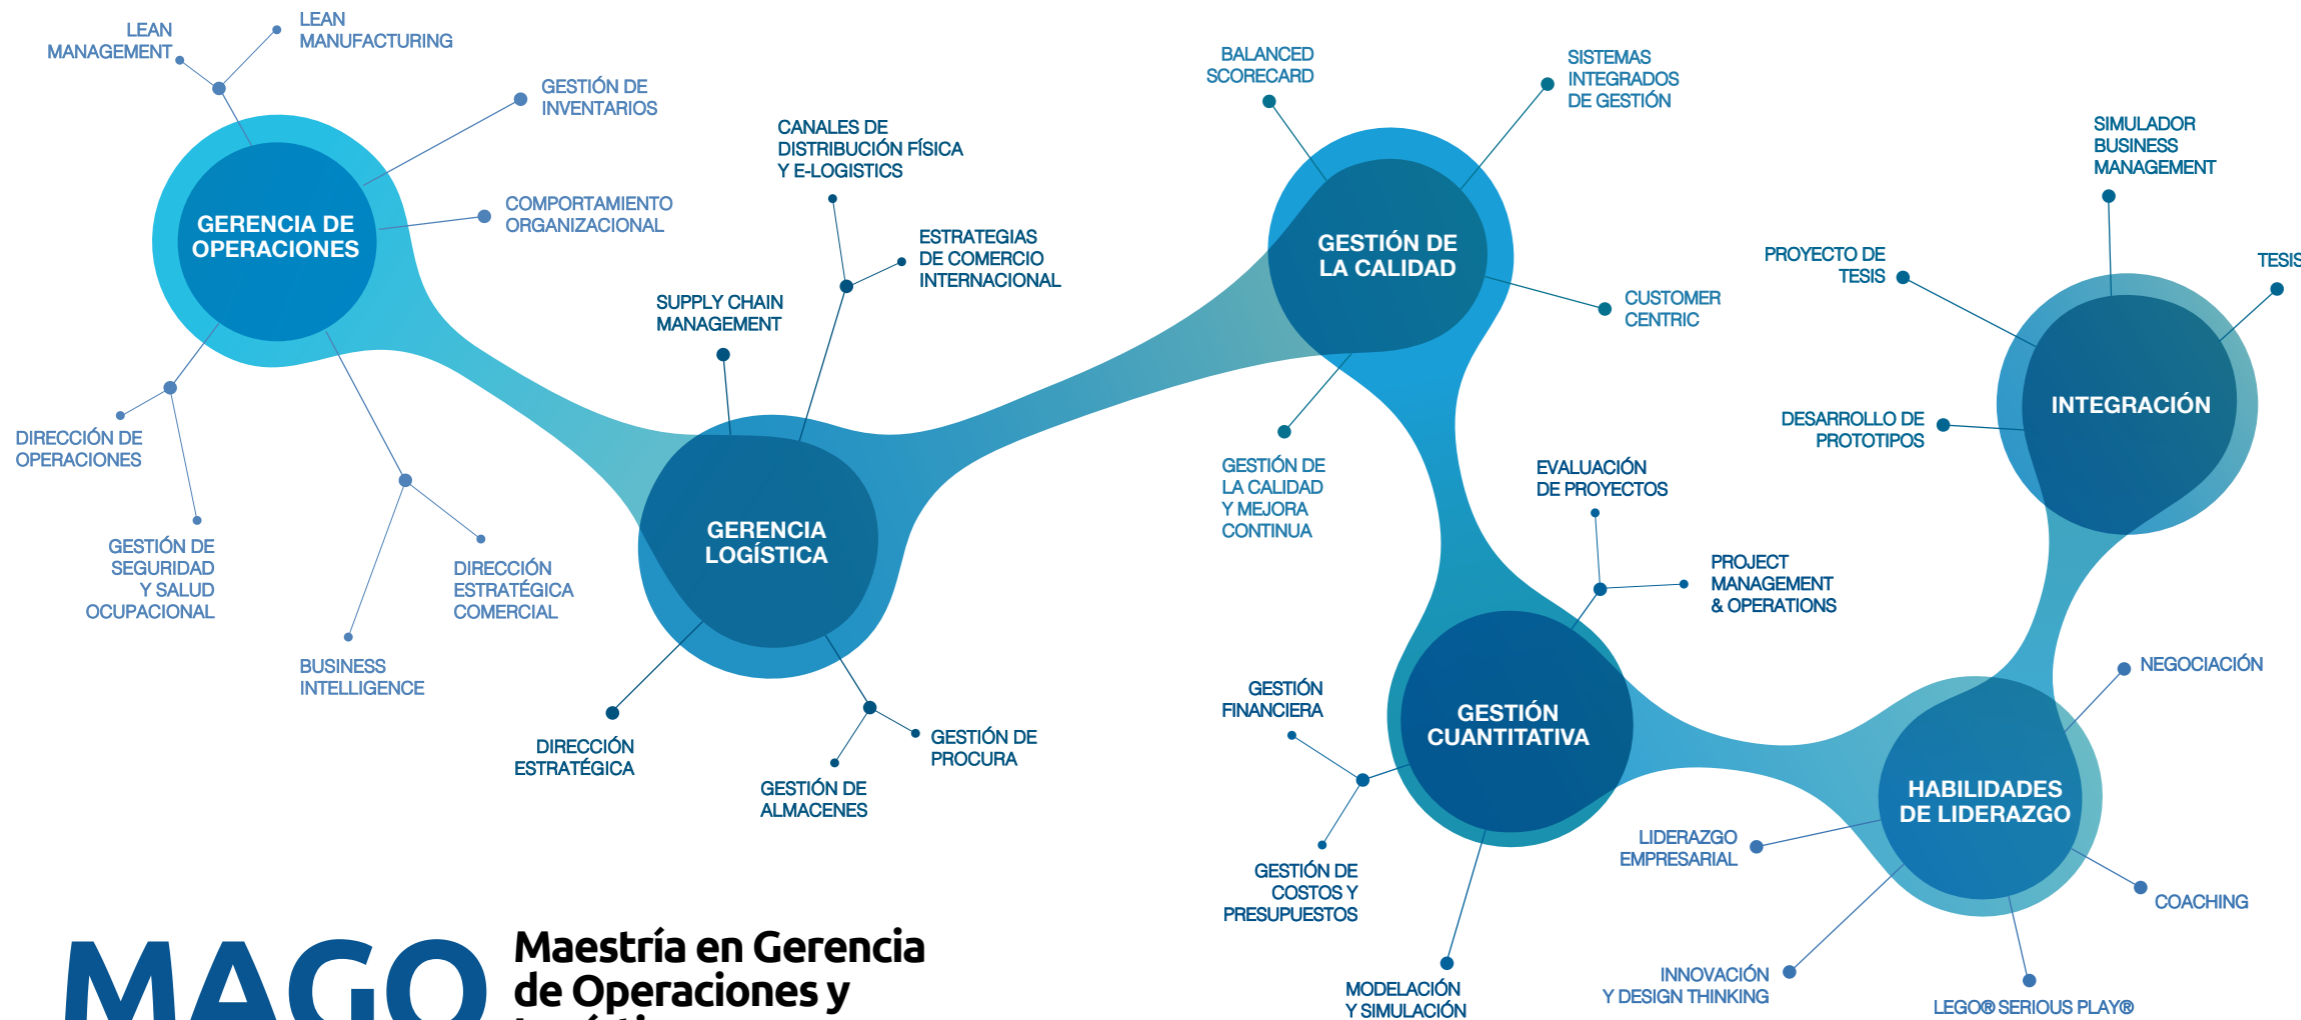 LEAN
MANAGEMENT
LEAN
MANUFACTURING
GESTIÓN DE
INVENTARIOS
COMPORTAMIENTO
ORGANIZACIONAL
GERENCIA DE
OPERACIONES
DIRECCIÓN DE
OPERACIONES
GESTIÓN DE
SEGURIDAD
Y SALUD
OCUPACIONAL
BUSINESS
INTELLIGENCE
DIRECCIÓN
ESTRATÉGICA
COMERCIAL
CANALES DE
DISTRIBUCIÓN FÍSICA
Y E-LOGISTICS
ESTRATEGIAS
DE COMERCIO
INTERNACIONAL
SUPPLY CHAIN
MANAGEMENT
GERENCIA
LOGÍSTICA
DIRECCIÓN
ESTRATÉGICA
GESTIÓN DE
ALMACENES
GESTIÓN DE
PROCURA
BALANCED
SCORECARD
SISTEMAS
INTEGRADOS
DE GESTIÓN
GESTIÓN DE
LA CALIDAD
CUSTOMER
CENTRIC
GESTIÓN DE
LA CALIDAD
Y MEJORA
CONTINUA
EVALUACIÓN
DE PROYECTOS
PROJECT
MANAGEMENT
& OPERATIONS
GESTIÓN
FINANCIERA
GESTIÓN
CUANTITATIVA
GESTIÓN DE
COSTOS Y
PRESUPUESTOS
MODELACIÓN
Y SIMULACIÓN
SIMULADOR
BUSINESS
MANAGEMENT
PROYECTO DE
TESIS
TESIS
DESARROLLO DE
PROTOTIPOS
INTEGRACIÓN
NEGOCIACIÓN
HABILIDADES
DE LIDERAZGO
LIDERAZGO
EMPRESARIAL
COACHING
INNOVACIÓN
Y DESIGN THINKING
LEGO® SERIOUS PLAY®
MAGO
Maestría en Gerencia
de Operaciones y